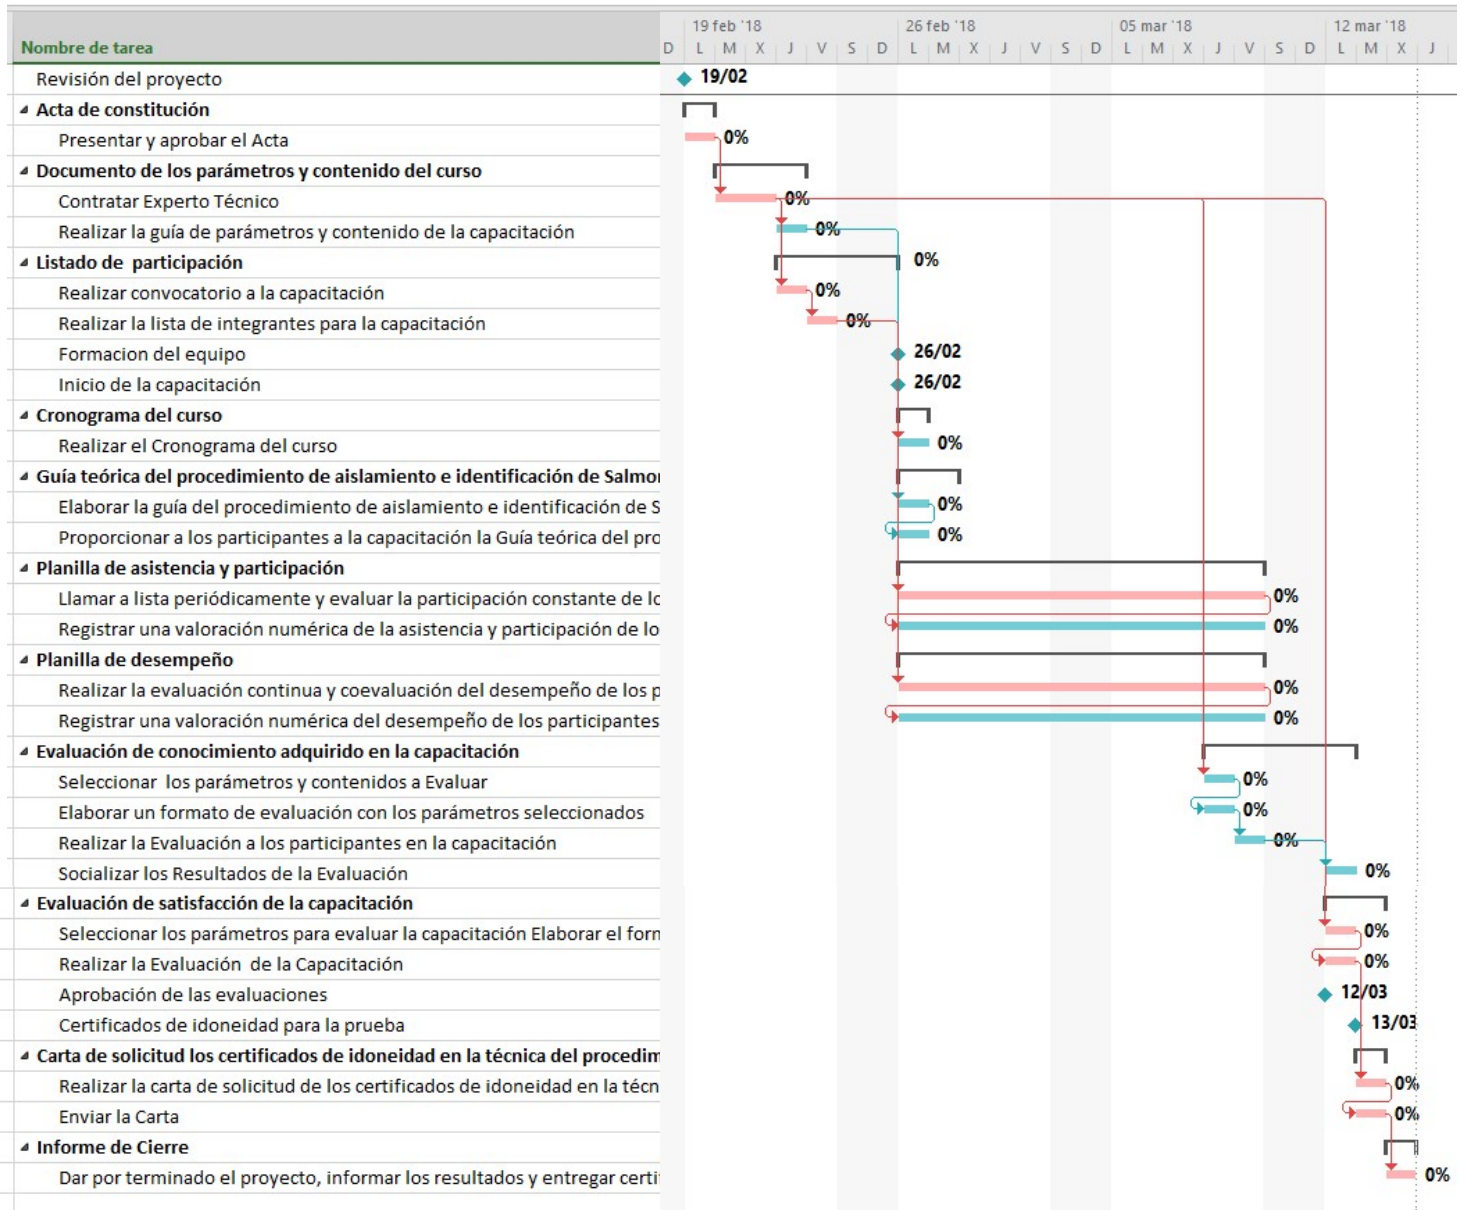 19 feb '18 26 feb '18 05 mar '18 12 mar '18
Nombre de tarea D L M X J V S D L M X J V S D L M X J V S D L M X J
Revisión del proyecto 19/02
Acta de constitución
Presentar y aprobar el Acta 0%
Documento de los parámetros y contenido del curso
Contratar Experto Técnico 0%
Realizar la guía de parámetros y contenido de la capacitación 0%
Listado de participación 0%
Realizar convocatorio a la capacitación 0%
Realizar la lista de integrantes para la capacitación 0%
Formacion del equipo 26/02
Inicio de la capacitación 26/02
Cronograma del curso
Realizar el Cronograma del curso 0%
Guía teórica del procedimiento de aislamiento e identificación de Salmo
Elaborar la guía del procedimiento de aislamiento e identificación de S 0%
Proporcionar a los participantes a la capacitación la Guía teórica del pro 0%
Planilla de asistencia y participación
Llamar a lista periódicamente y evaluar la participación constante de lo 0%
Registrar una valoración numérica de la asistencia y participación de lo 0%
Planilla de desempeño
Realizar la evaluación continua y coevaluación del desempeño de los p 0%
Registrar una valoración numérica del desempeño de los participantes 0%
Evaluación de conocimiento adquirido en la capacitación
Seleccionar los parámetros y contenidos a Evaluar 0%
Elaborar un formato de evaluación con los parámetros seleccionados 0%
Realizar la Evaluación a los participantes en la capacitación 0%
Socializar los Resultados de la Evaluación 0%
Evaluación de satisfacción de la capacitación
Seleccionar los parámetros para evaluar la capacitación Elaborar el form 0%
Realizar la Evaluación de la Capacitación 0%
Aprobación de las evaluaciones 12/03
Certificados de idoneidad para la prueba 13/03
Carta de solicitud los certificados de idoneidad en la técnica del procedim
Realizar la carta de solicitud de los certificados de idoneidad en la técn 0%
Enviar la Carta 0%
Informe de Cierre
Dar por terminado el proyecto, informar los resultados y entregar certi 0%